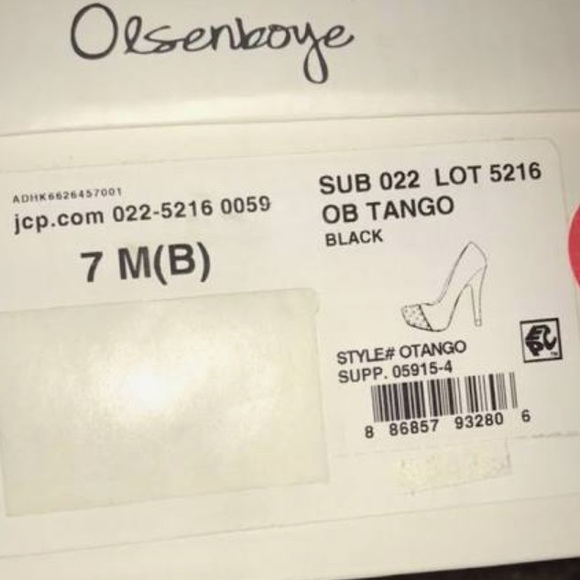 Olsenboye
ADHK6626457001
jcp.com 022-5216 0059
7 M(B)
SUB 022 LOT 5216
OB TANGO
BLACK
STYLE# OTANGO
SUPP. 05915-4
8 86857 93280 6